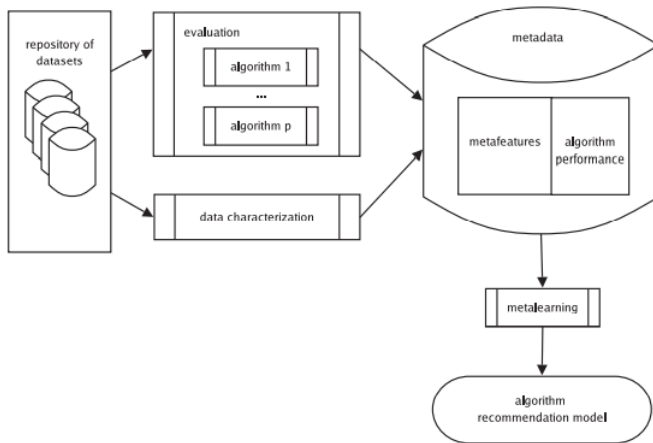 repository of
datasets
evaluation
algorithm 1
...
algorithm p
data characterization
metadata
metafeatures
algorithm
performance
metalearning
algorithm
recommendation model